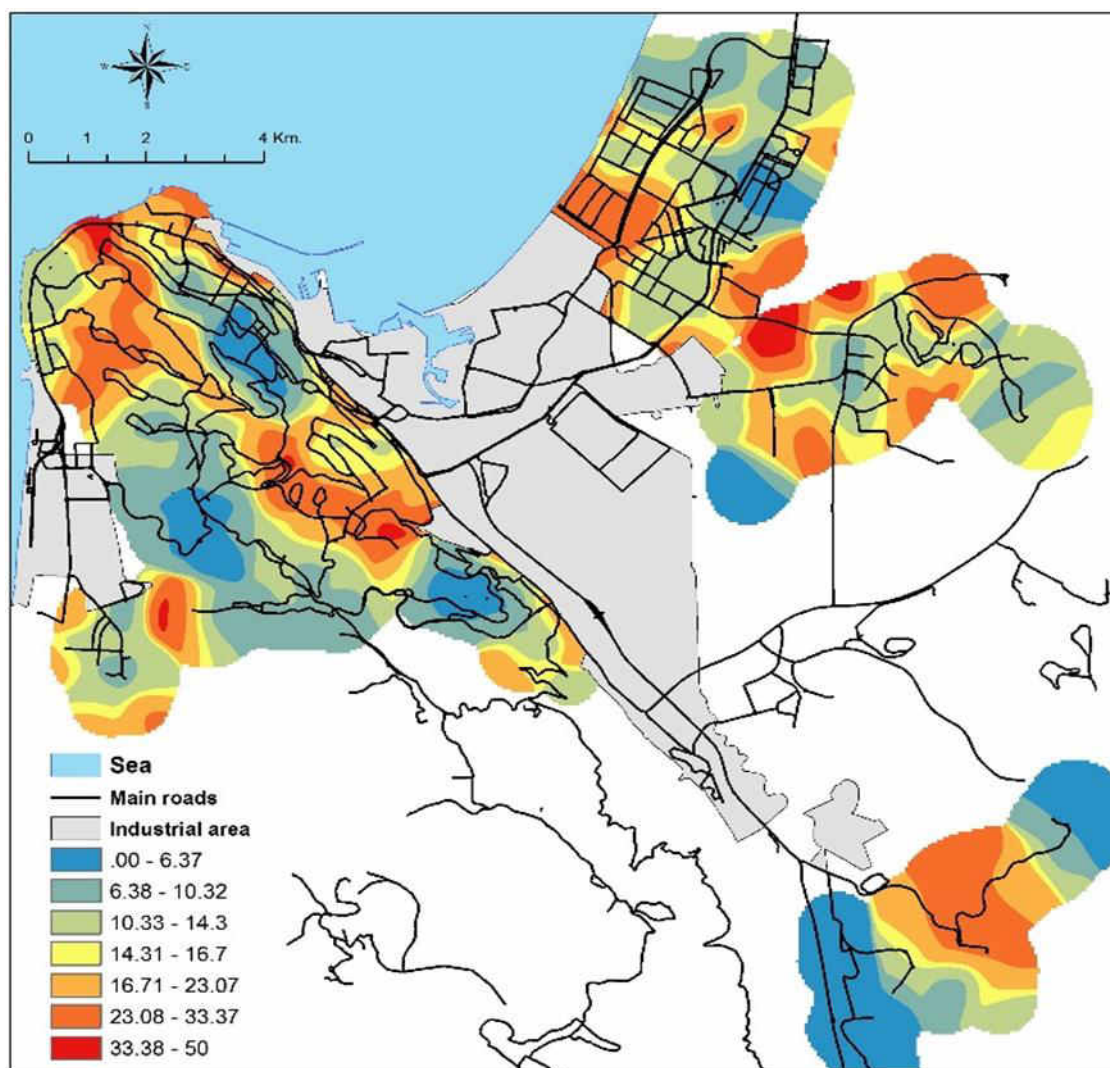 N
W E
S
0 1 2 4 Km.
Sea
Main roads
Industrial area
.00 - 6.37
6.38 - 10.32
10.33 - 14.3
14.31 - 16.7
16.71 - 23.07
23.08 - 33.37
33.38 - 50